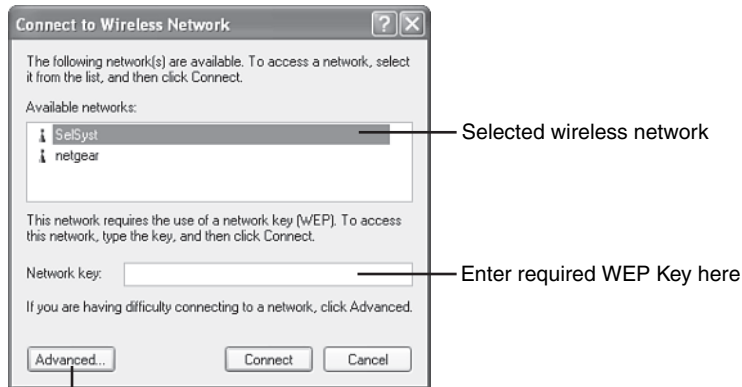 Connect to Wireless Network
The following network(s) are available. To access a network, select
it from the list, and then click Connect.
Available networks:
SelSyst
Selected wireless network
netgear
This network requires the use of a network key (WEP). To access
this network, type the key, and then click Connect.
Network key:
Enter required WEP Key here
If you are having difficulty connecting to a network, click Advanced.
Advanced...
Connect
Cancel